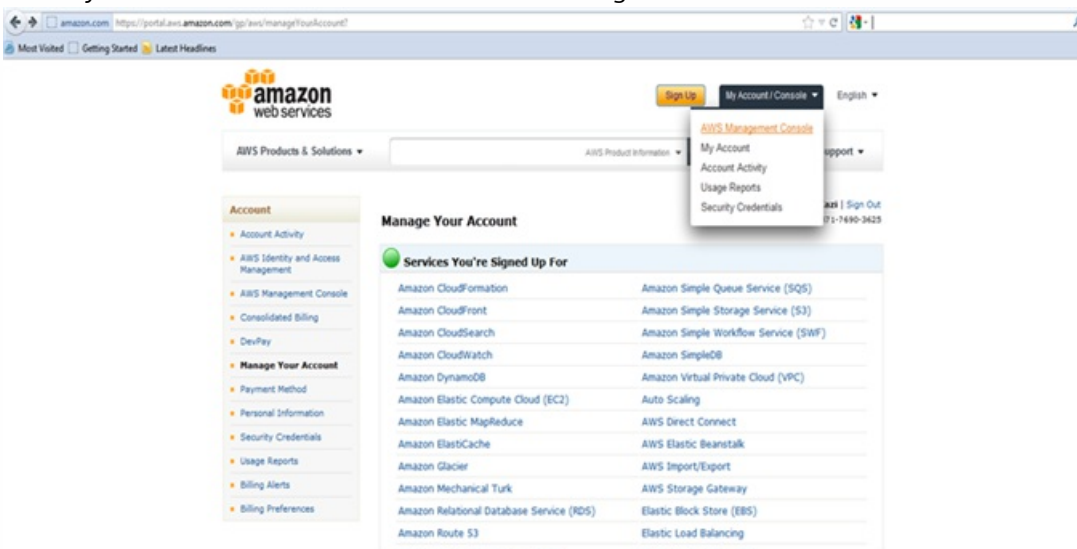 amazon.com https://portal.aws.amazon.com/gp/aws/manageYourAccount?
Most Visited Getting Started Latest Headlines
amazon
web services
Sign Up My Account / Console English
AWS Management Console
My Account
Account Activity
Usage Reports
Security Credentials
AWS Products & Solutions AWS Product Information upport
azi | Sign Out
71-7690-3625
Account
Account Activity
AWS Identity and Access
Management
AWS Management Console
Consolidated Billing
DevPay
Manage Your Account
Payment Method
Personal Information
Security Credentials
Usage Reports
Billing Alerts
Billing Preferences
Manage Your Account
Services You're Signed Up For
Amazon CloudFormation Amazon Simple Queue Service (SQS)
Amazon CloudFront Amazon Simple Storage Service (S3)
Amazon CloudSearch Amazon Simple Workflow Service (SWF)
Amazon CloudWatch Amazon SimpleDB
Amazon DynamoDB Amazon Virtual Private Cloud (VPC)
Amazon Elastic Compute Cloud (EC2) Auto Scaling
Amazon Elastic MapReduce AWS Direct Connect
Amazon ElastiCache AWS Elastic Beanstalk
Amazon Glacier AWS Import/Export
Amazon Mechanical Turk AWS Storage Gateway
Amazon Relational Database Service (RDS) Elastic Block Store (EBS)
Amazon Route 53 Elastic Load Balancing